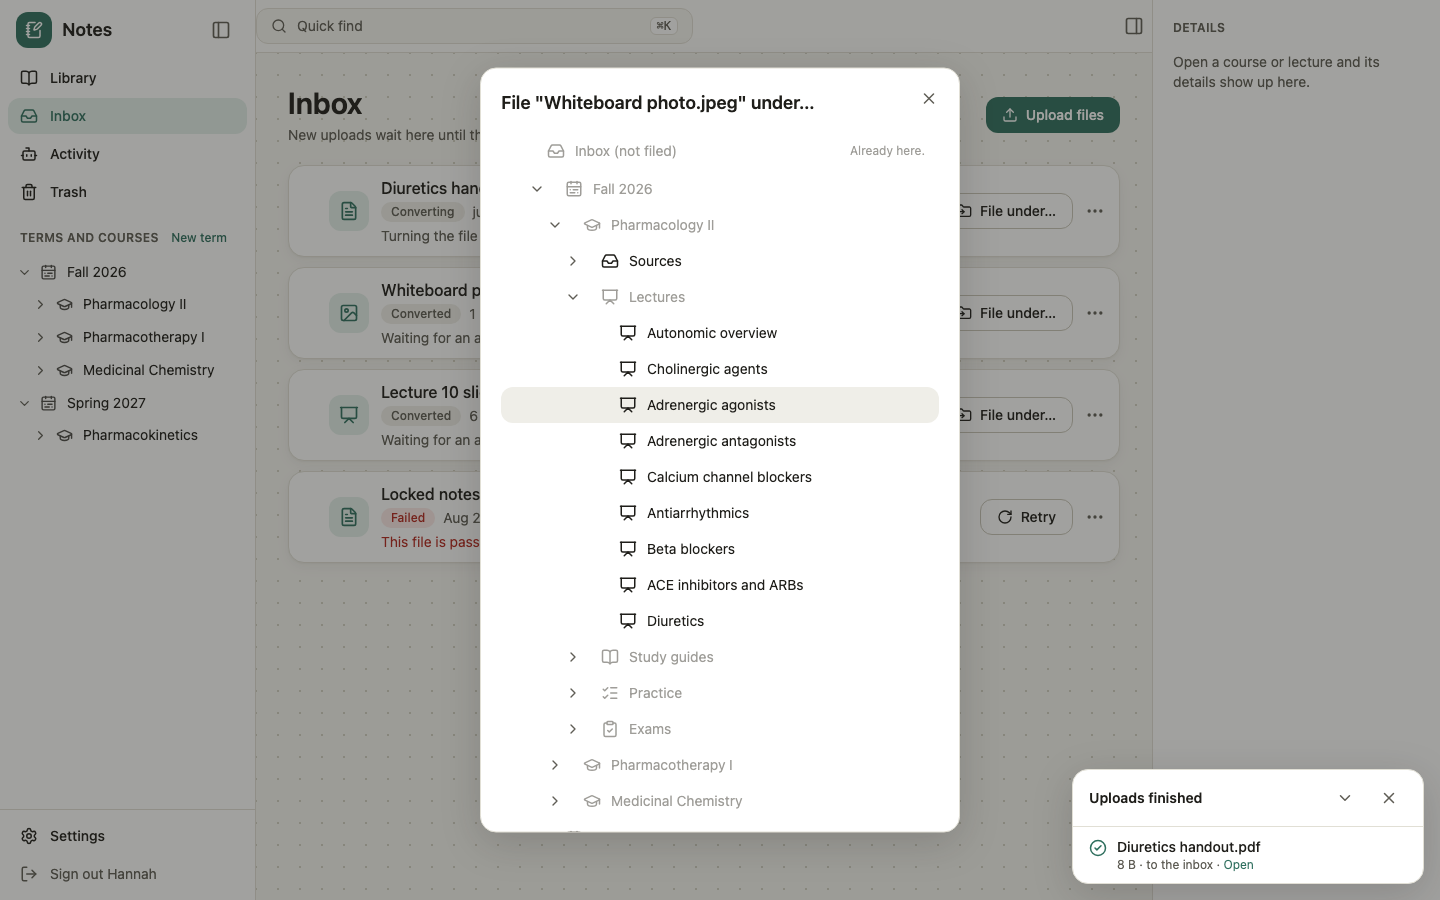 Notes
Library
Inbox
Activity
Trash
TERMS AND COURSES
New term
Fall 2026
Pharmacology II
Pharmacotherapy I
Medicinal Chemistry
Spring 2027
Pharmacokinetics
Settings
Sign out Hannah
Quick find
⌘K
Inbox
New uploads wait here until th
Upload files
Diuretics han
Converting ju
Turning the file
File under...
Whiteboard p
Converted 1
Waiting for an a
File under...
Lecture 10 sli
Converted 6
Waiting for an a
File under...
Locked notes
Failed Aug 2
This file is pass
Retry
File "Whiteboard photo.jpeg" under...
Inbox (not filed)
Already here.
Fall 2026
Pharmacology II
Sources
Lectures
Autonomic overview
Cholinergic agents
Adrenergic agonists
Adrenergic antagonists
Calcium channel blockers
Antiarrhythmics
Beta blockers
ACE inhibitors and ARBs
Diuretics
Study guides
Practice
Exams
Pharmacotherapy I
Medicinal Chemistry
DETAILS
Open a course or lecture and its
details show up here.
Uploads finished
Diuretics handout.pdf
8 B · to the inbox · Open